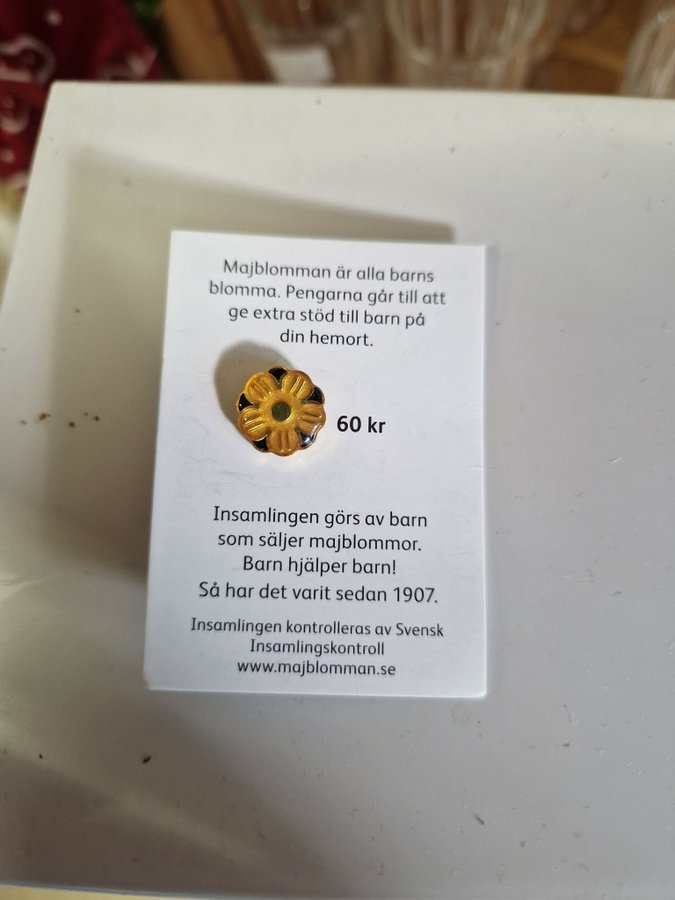 Majblomman är alla barns
blomma. Pengarna går till att
ge extra stöd till barn på
din hemort.
60 kr
Insamlingen görs av barn
som säljer majblommor.
Barn hjälper barn!
Så har det varit sedan 1907.
Insamlingen kontrolleras av Svensk
Insamlingskontroll
www.majblomman.se